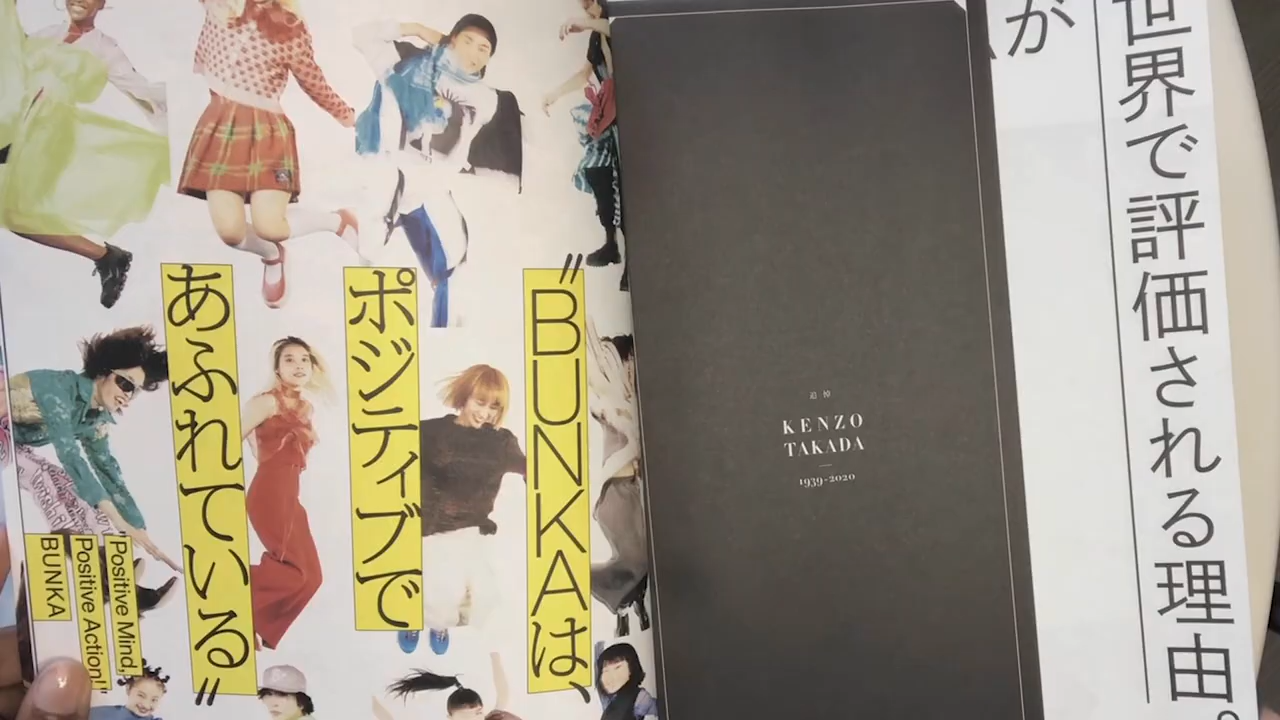 が
世界で評価される理由。
追悼
KENZO
TAKADA
1939-2020
"BUNKAは、
ポジティブで
あふれている"
"Positive Mind,
Positive Action!"
BUNKA